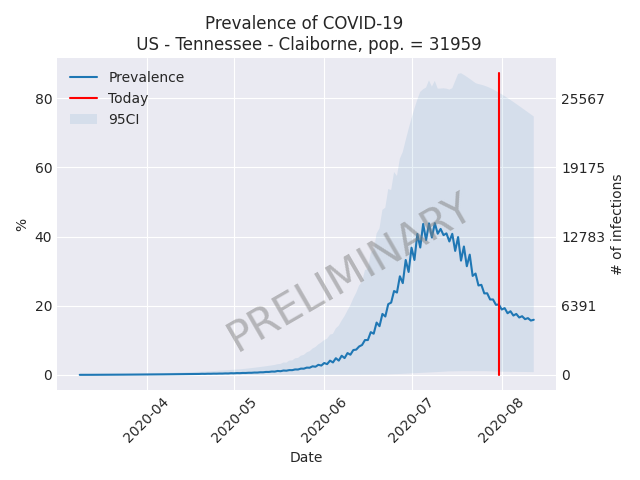 Prevalence of COVID-19
US - Tennessee - Claiborne, pop. = 31959
Prevalence
Today
95CI
%
80
60
40
20
0
25567
19175
12783
6391
0
# of infections
PRELIMINARY
2020-04
2020-05
2020-06
2020-07
2020-08
Date